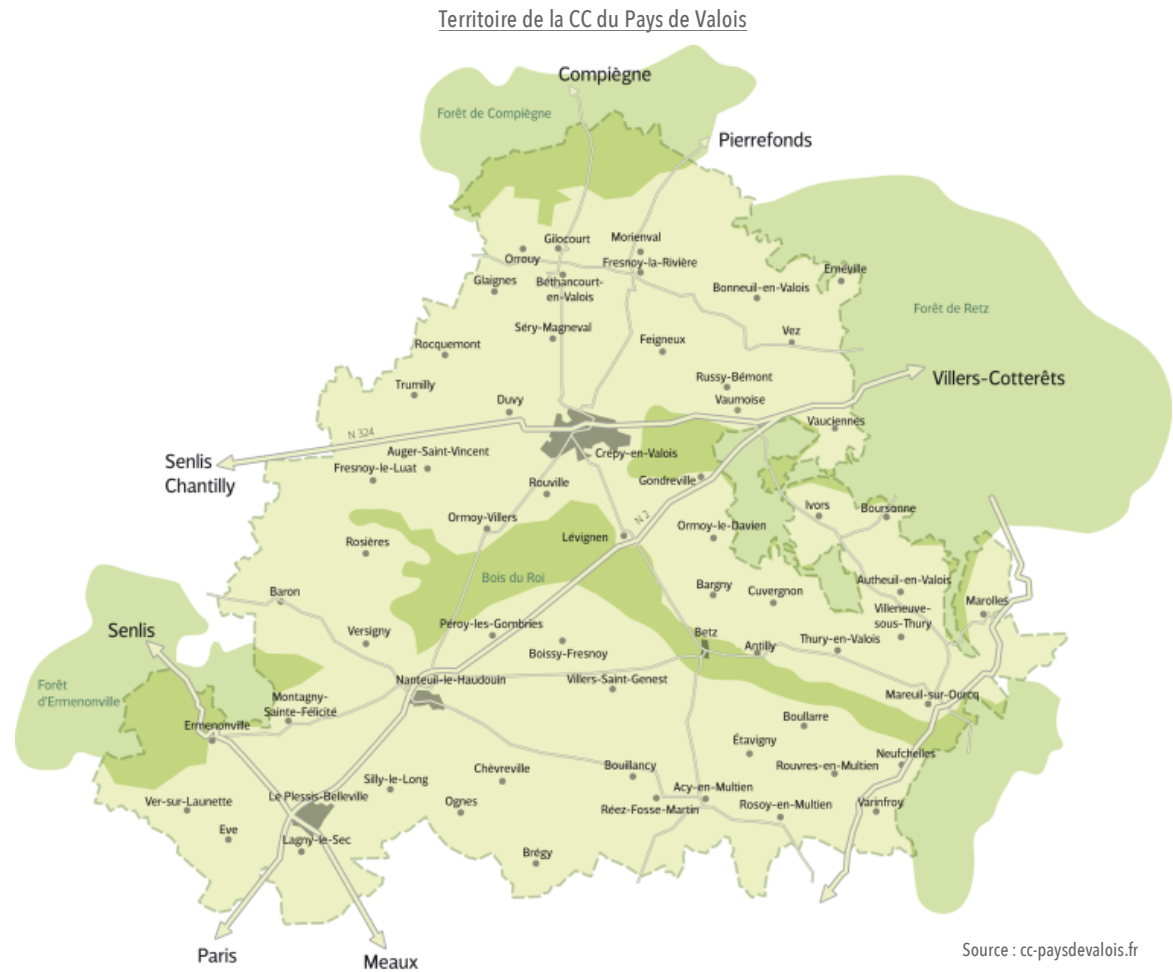 Territoire de la CC du Pays de Valois
Compiègne
Forêt de Compiègne
Pierrefonds
Gilocourt
Morienval
Orrouy
Fresnoy-la-Rivière
Emèville
Glaignes
Béthancourt-
en-Valois
Bonneuil-en-Valois
Forêt de Retz
Séry-Magneval
Vez
Feigneux
Rocquemont
Russy-Bémont
Villers-Cotterêts
Trumilly
Duvy
Vaumoise
Vauciennes
N 324
Senlis
Chantilly
Auger-Saint-Vincent
Crépy-en-Valois
Fresnoy-le-Luat
Rouville
Gondreville
Ivors
Boursonne
Ormoy-Villers
N 2
Ormoy-le-Davien
Lévignen
Rosières
Bois du Roi
Autheuil-en-Valois
Bargny
Cuvergnon
Baron
Marolles
Villeneuve-
sous-Thury
Senlis
Versigny
Péroy-les-Gombries
Betz
Antilly
Thury-en-Valois
Boissy-Fresnoy
Nanteuil-le-Haudouin
Villers-Saint-Genest
Forêt
d'Ermenonville
Montagny-
Sainte-Félicité
Mareuil-sur-Ourcq
Ermenonville
Boullarre
Étavigny
Neufchelles
Rouvres-en-Multien
Chèvreville
Bouillancy
Silly-le-Long
Acy-en-Multien
Ver-sur-Launette
Le Plessis-Belleville
Ognes
Réez-Fosse-Martin
Rosoy-en-Multien
Varinfroy
Eve
Lagny-le-Sec
Brégy
Paris
Meaux
Source : cc-paysdevalois.fr